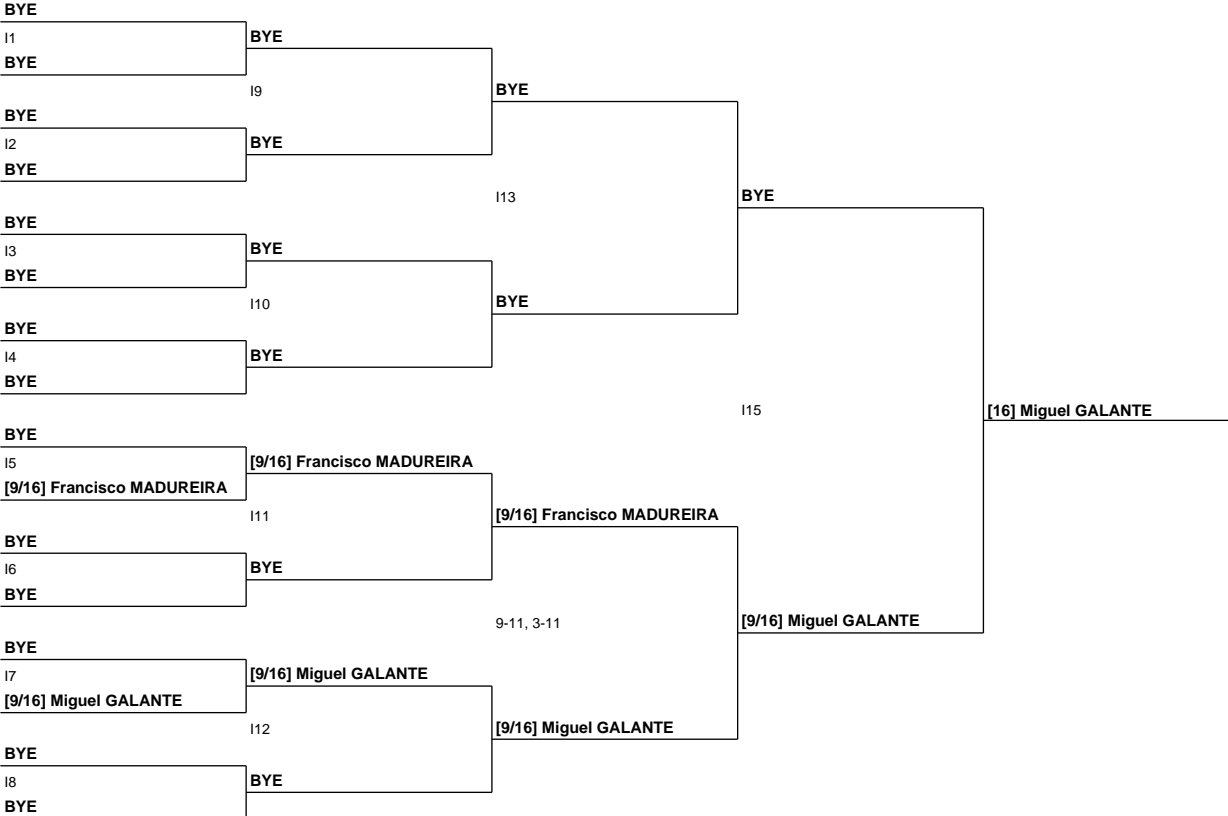 BYE
I1
BYE
BYE
I9
BYE
BYE
I2
BYE
BYE
I13
BYE
BYE
I3
BYE
BYE
I10
BYE
BYE
I4
BYE
BYE
I15
[16] Miguel GALANTE
BYE
I5
[9/16] Francisco MADUREIRA
[9/16] Francisco MADUREIRA
I11
[9/16] Francisco MADUREIRA
BYE
I6
BYE
BYE
9-11, 3-11
[9/16] Miguel GALANTE
BYE
I7
[9/16] Miguel GALANTE
[9/16] Miguel GALANTE
I12
[9/16] Miguel GALANTE
BYE
I8
BYE
BYE